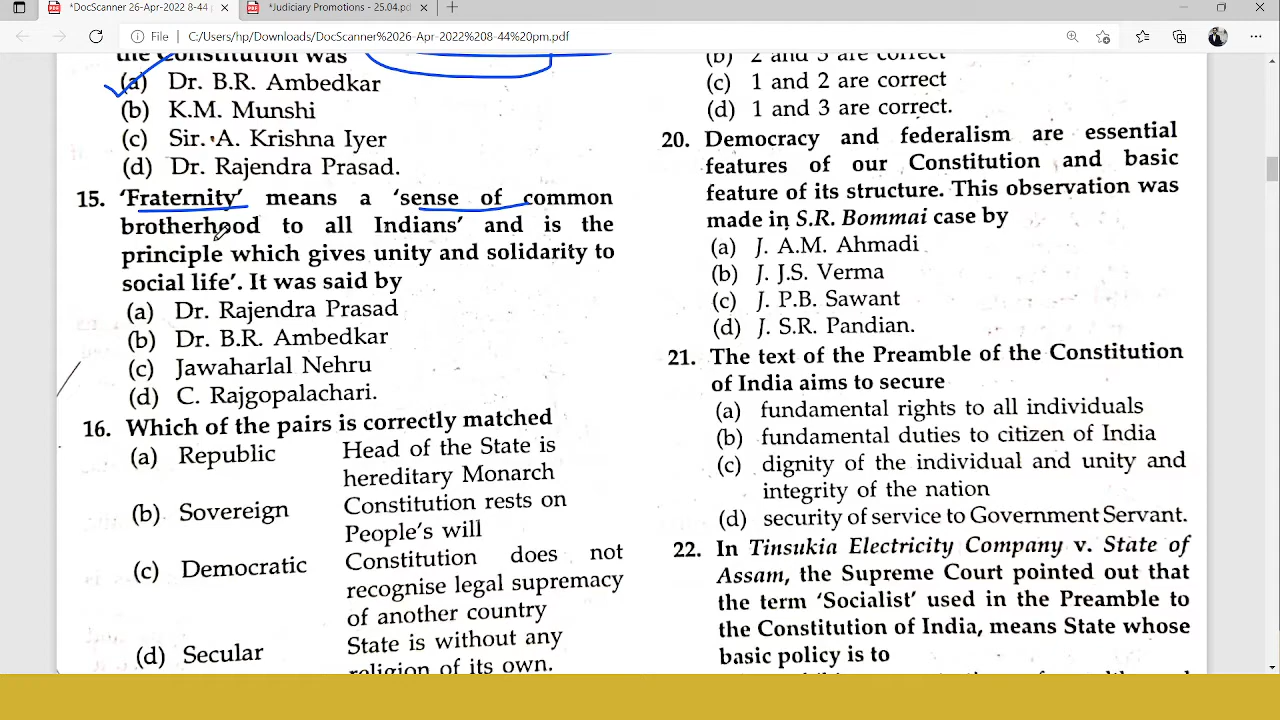 *DocScanner 26-Apr-2022 8-44 p
*Judiciary Promotions - 25.04.pd
File
C:/Users/hp/Downloads/DocScanner%2026-Apr-2022%208-44%20pm.pdf
the Constitution was
(a) Dr. B.R. Ambedkar
(b) K.M. Munshi
(c) Sir. A. Krishna Iyer
(d) Dr. Rajendra Prasad.
15. 'Fraternity' means a 'sense of common
brotherhood to all Indians' and is the
principle which gives unity and solidarity to
social life'. It was said by
(a) Dr. Rajendra Prasad
(b) Dr. B.R. Ambedkar
(c) Jawaharlal Nehru
(d) C. Rajgopalachari.
16. Which of the pairs is correctly matched
(a) Republic Head of the State is
hereditary Monarch
(b) Sovereign Constitution rests on
People's will
(c) Democratic Constitution does not
recognise legal supremacy
of another country
(d) Secular State is without any
religion of its own.
(b) 2 and 3 are correct
(c) 1 and 2 are correct
(d) 1 and 3 are correct.
20. Democracy and federalism are essential
features of our Constitution and basic
feature of its structure. This observation was
made in S.R. Bommai case by
(a) J. A.M. Ahmadi
(b) J. J.S. Verma
(c) J. P.B. Sawant
(d) J. S.R. Pandian.
21. The text of the Preamble of the Constitution
of India aims to secure
(a) fundamental rights to all individuals
(b) fundamental duties to citizen of India
(c) dignity of the individual and unity and
integrity of the nation
(d) security of service to Government Servant.
22. In Tinsukia Electricity Company v. State of
Assam, the Supreme Court pointed out that
the term 'Socialist' used in the Preamble to
the Constitution of India, means State whose
basic policy is to